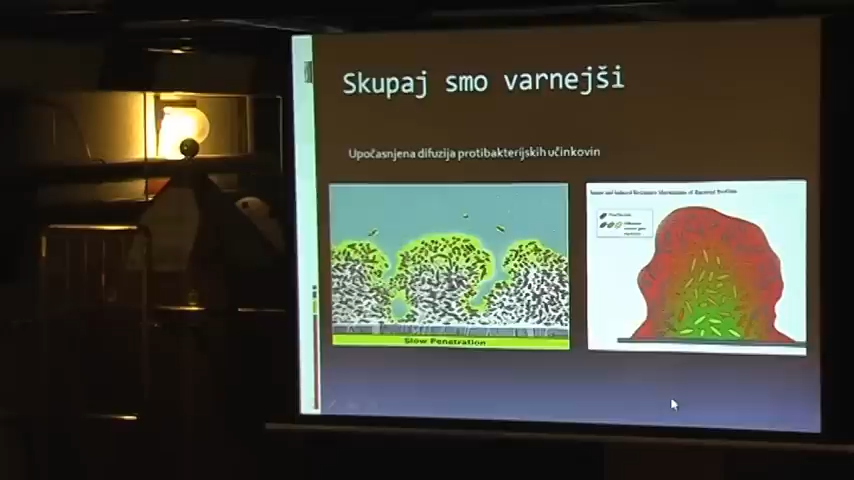 Skupaj smo varnejši
Upočasnjena difuzija protibakterijskih učinkovin
Slow Penetration